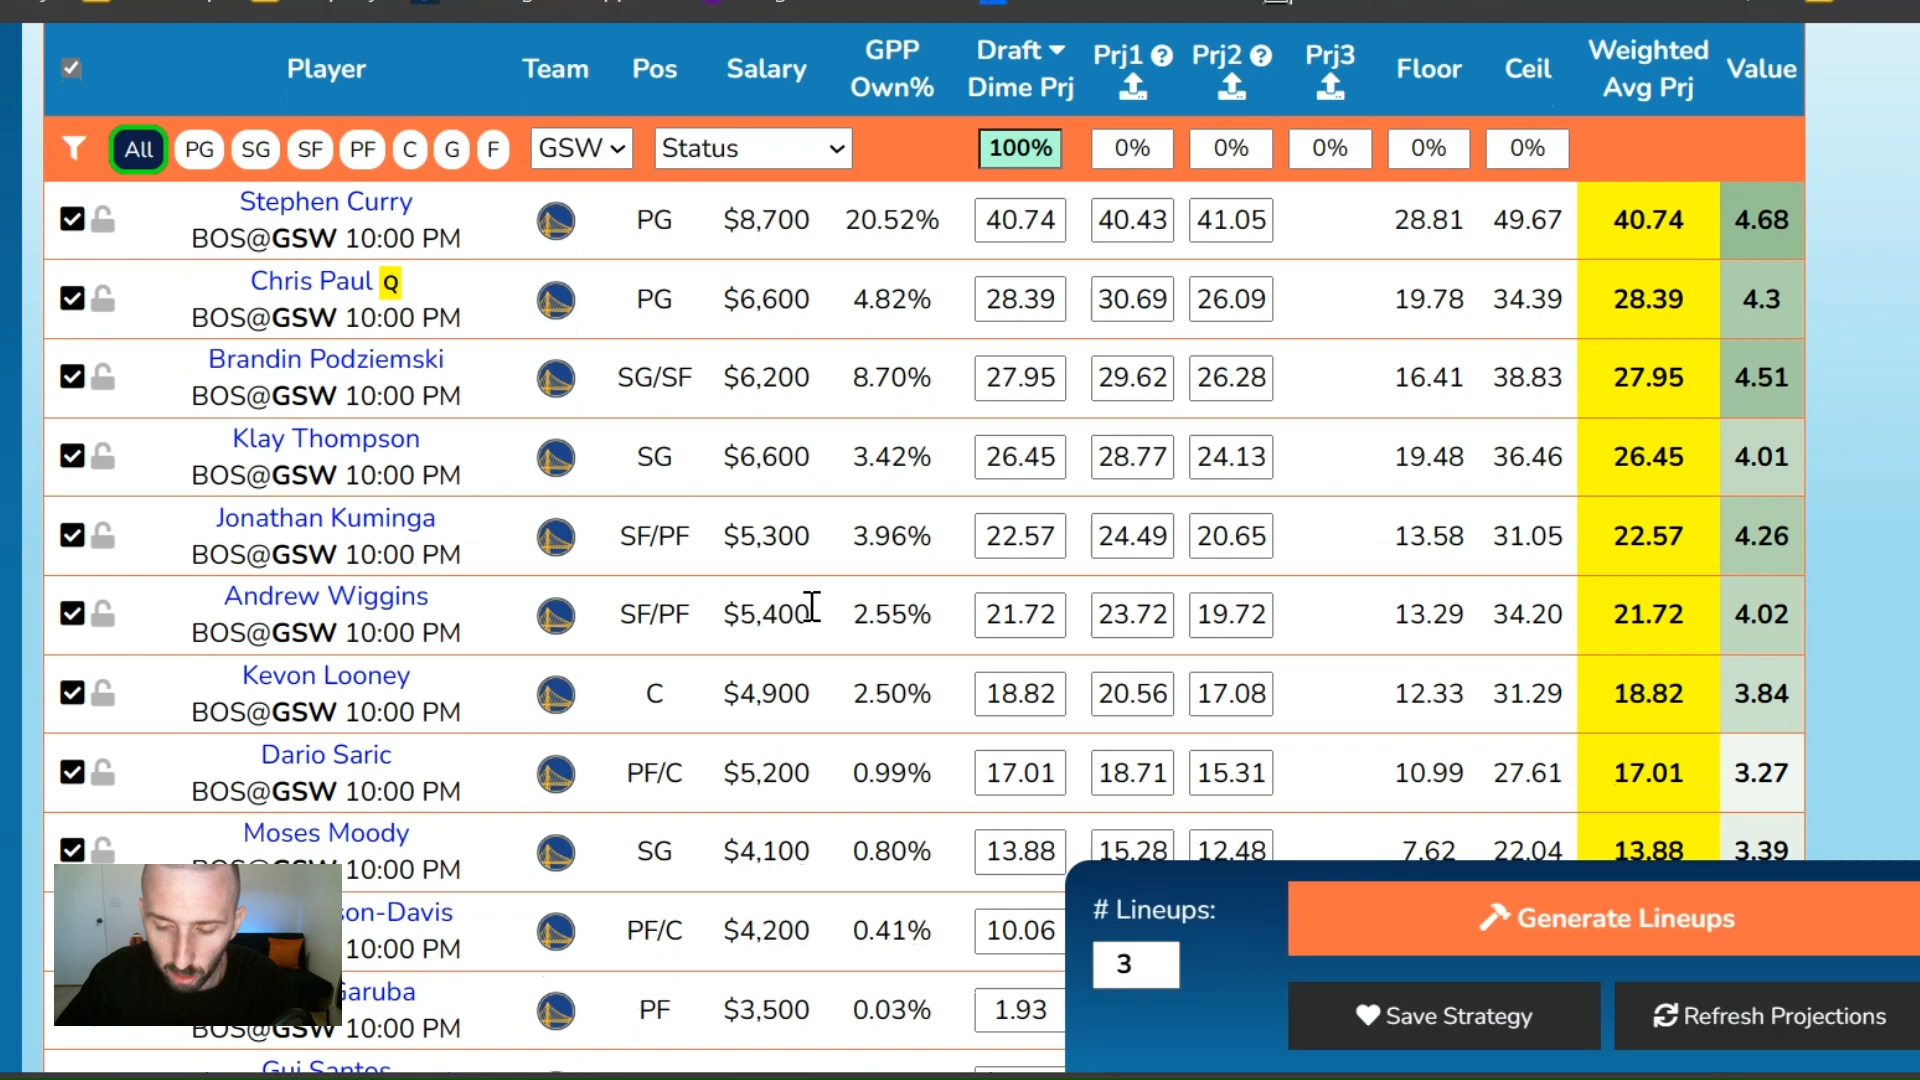 Player Team Pos Salary GPP Own% Draft Dime Prj Prj1 Prj2 Prj3 Floor Ceil Weighted Avg Prj Value
All PG SG SF PF C G F GSW Status 100% 0% 0% 0% 0% 0%
Stephen Curry
BOS@GSW 10:00 PM PG $8,700 20.52% 40.74 40.43 41.05 28.81 49.67 40.74 4.68
Chris Paul Q
BOS@GSW 10:00 PM PG $6,600 4.82% 28.39 30.69 26.09 19.78 34.39 28.39 4.3
Brandin Podziemski
BOS@GSW 10:00 PM SG/SF $6,200 8.70% 27.95 29.62 26.28 16.41 38.83 27.95 4.51
Klay Thompson
BOS@GSW 10:00 PM SG $6,600 3.42% 26.45 28.77 24.13 19.48 36.46 26.45 4.01
Jonathan Kuminga
BOS@GSW 10:00 PM SF/PF $5,300 3.96% 22.57 24.49 20.65 13.58 31.05 22.57 4.26
Andrew Wiggins
BOS@GSW 10:00 PM SF/PF $5,400 2.55% 21.72 23.72 19.72 13.29 34.20 21.72 4.02
Kevon Looney
BOS@GSW 10:00 PM C $4,900 2.50% 18.82 20.56 17.08 12.33 31.29 18.82 3.84
Dario Saric
BOS@GSW 10:00 PM PF/C $5,200 0.99% 17.01 18.71 15.31 10.99 27.61 17.01 3.27
Moses Moody
BOS@GSW 10:00 PM SG $4,100 0.80% 13.88 15.28 12.48 7.62 22.04 13.88 3.39
son-Davis
10:00 PM PF/C $4,200 0.41% 10.06
Garuba
BOS@GSW 10:00 PM PF $3,500 0.03% 1.93
Gui Santos
# Lineups:
3
Generate Lineups
Save Strategy
Refresh Projections